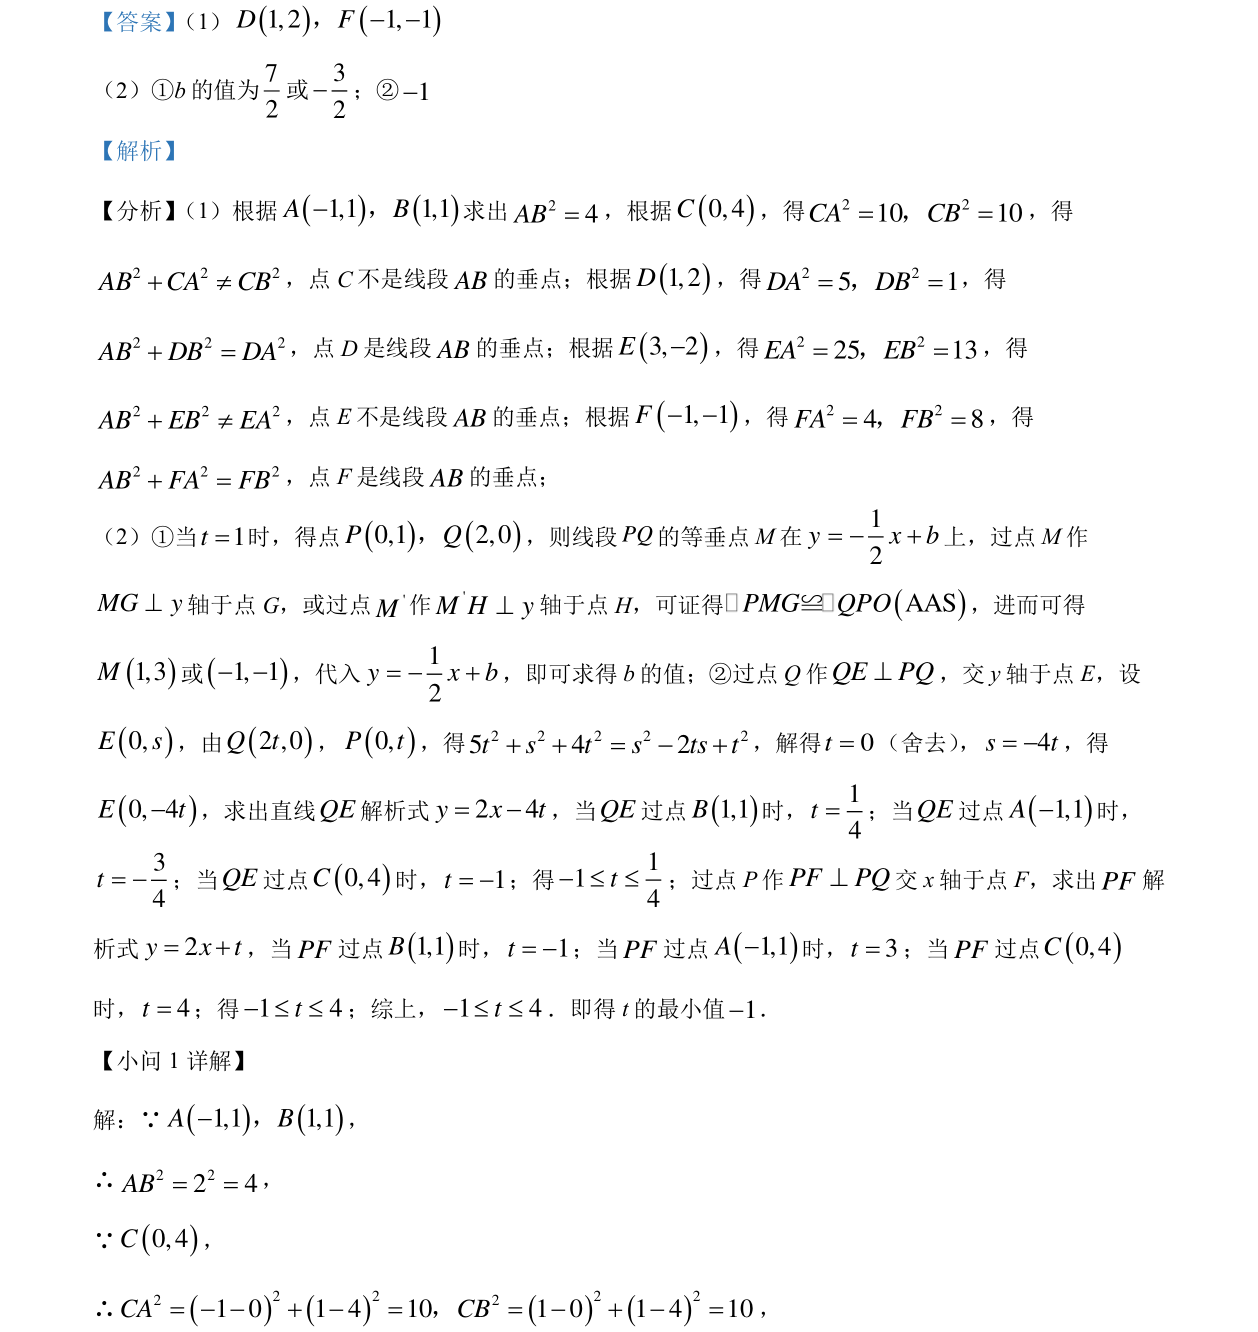 【答案】（1）D(1,2)，F(−1,−1)
（2）①b 的值为 7/2 或 −3/2；②−1
【解析】
【分析】（1）根据 A(−1,1)，B(1,1) 求出 AB² = 4，根据 C(0,4)，得 CA² = 10，CB² = 10，得
AB² + CA² ≠ CB²，点 C 不是线段 AB 的垂点；根据 D(1,2)，得 DA² = 5，DB² = 1，得
AB² + DB² = DA²，点 D 是线段 AB 的垂点；根据 E(3,−2)，得 EA² = 25，EB² = 13，得
AB² + EB² ≠ EA²，点 E 不是线段 AB 的垂点；根据 F(−1,−1)，得 FA² = 4，FB² = 8，得
AB² + FA² = FB²，点 F 是线段 AB 的垂点；
（2）①当 t = 1 时，得点 P(0,1)，Q(2,0)，则线段 PQ 的等垂点 M 在 y = −1/2 x + b 上，过点 M 作
MG ⊥ y 轴于点 G，或过点 M' 作 M'H ⊥ y 轴于点 H，可证得 □PMG≌□QPO(AAS)，进而可得
M(1,3) 或 (−1,−1)，代入 y = −1/2 x + b，即可求得 b 的值；②过点 Q 作 QE ⊥ PQ，交 y 轴于点 E，设
E(0,s)，由 Q(2t,0)，P(0,t)，得 5t² + s² + 4t² = s² − 2ts + t²，解得 t = 0（舍去），s = −4t，得
E(0,−4t)，求出直线 QE 解析式 y = 2x − 4t，当 QE 过点 B(1,1) 时，t = 1/4；当 QE 过点 A(−1,1) 时，
t = −3/4；当 QE 过点 C(0,4) 时，t = −1；得 −1 ≤ t ≤ 1/4；过点 P 作 PF ⊥ PQ 交 x 轴于点 F，求出 PF 解
析式 y = 2x + t，当 PF 过点 B(1,1) 时，t = −1；当 PF 过点 A(−1,1) 时，t = 3；当 PF 过点 C(0,4)
时，t = 4；得 −1 ≤ t ≤ 4；综上，−1 ≤ t ≤ 4．即得 t 的最小值 −1．
【小问 1 详解】
解：∵ A(−1,1)，B(1,1)，
∴ AB² = 2² = 4，
∵ C(0,4)，
∴ CA² = (−1−0)² + (1−4)² = 10，CB² = (1−0)² + (1−4)² = 10，